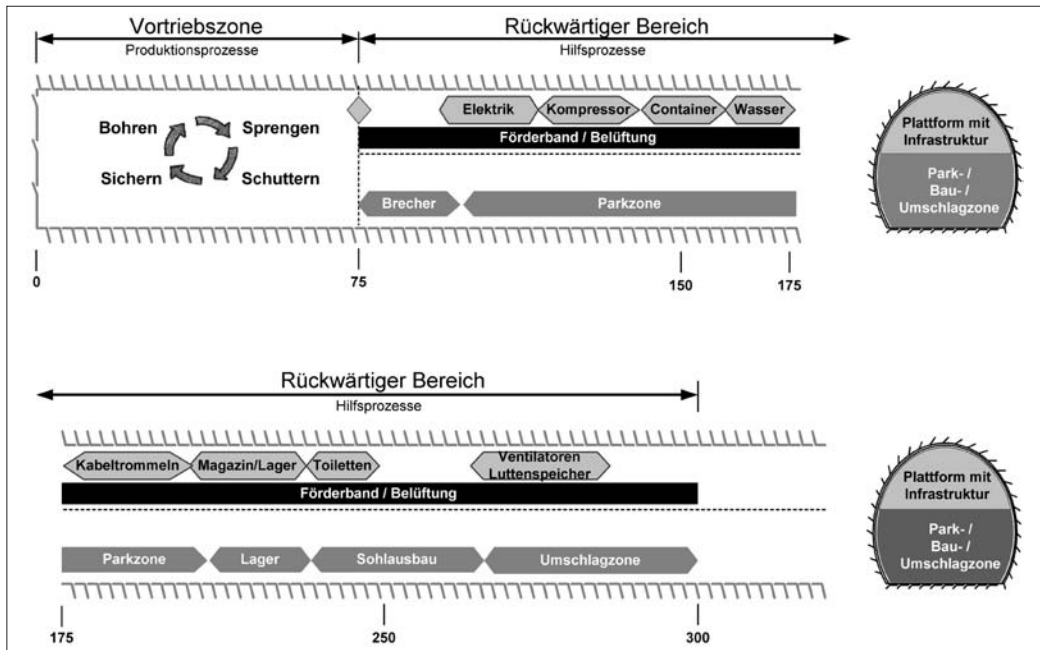 Vortriebszone
Produktionsprozesse
Rückwärtiger Bereich
Hilfsprozesse
Bohren
Sprengen
Sichern
Schuttern
Elektrik
Kompressor
Container
Wasser
Förderband / Belüftung
Brecher
Parkzone
0
75
150
175
Plattform mit
Infrastruktur
Park- /
Bau- /
Umschlagzone
Rückwärtiger Bereich
Hilfsprozesse
Kabeltrommeln
Magazin/Lager
Toiletten
Ventilatoren
Luttenspeicher
Förderband / Belüftung
Parkzone
Lager
Sohlausbau
Umschlagzone
175
250
300
Plattform mit
Infrastruktur
Park- /
Bau- /
Umschlagzone